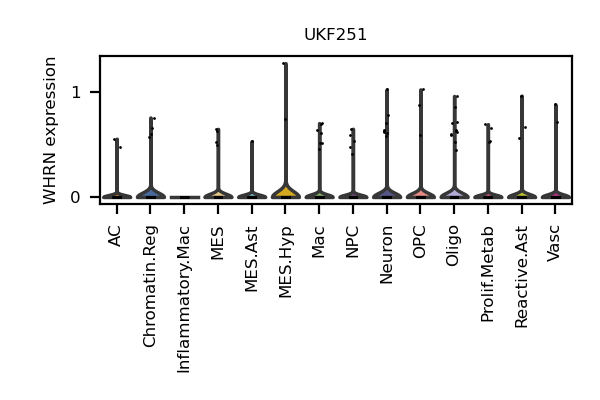 UKF251
WHRN expression
1
0
AC
Chromatin.Reg
Inflammatory.Mac
MES
MES.Ast
MES.Hyp
Mac
NPC
Neuron
OPC
Oligo
Prolif.Metab
Reactive.Ast
Vasc